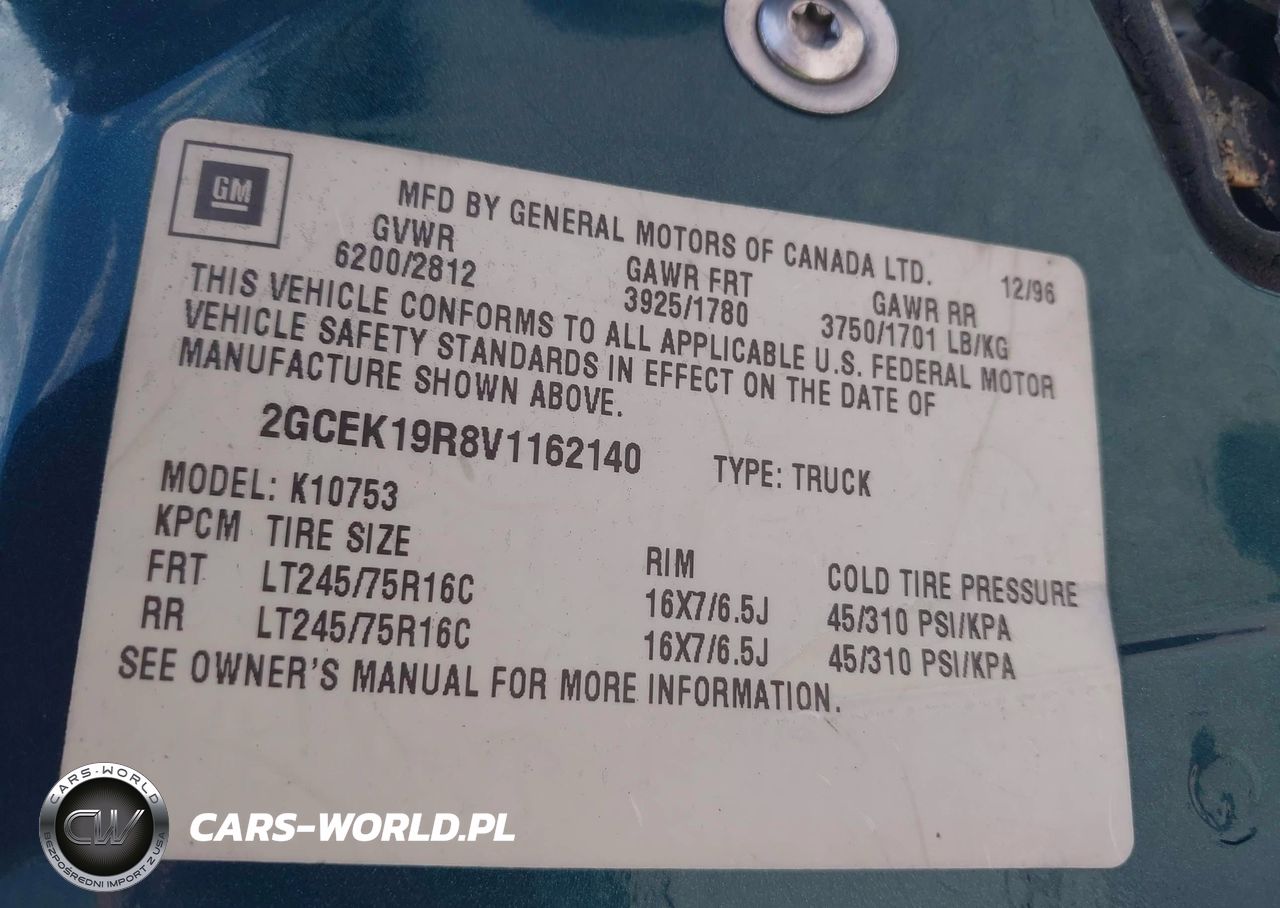 GM
MFD BY GENERAL MOTORS OF CANADA LTD.
12/96
GVWR GAWR FRT GAWR RR
6200/2812 3925/1780 3750/1701 LB/KG
THIS VEHICLE CONFORMS TO ALL APPLICABLE U.S. FEDERAL MOTOR
VEHICLE SAFETY STANDARDS IN EFFECT ON THE DATE OF
MANUFACTURE SHOWN ABOVE.
2GCEK19R8V1162140 TYPE: TRUCK
MODEL: K10753
KPCM TIRE SIZE RIM COLD TIRE PRESSURE
FRT LT245/75R16C 16X7/6.5J 45/310 PSI/KPA
RR LT245/75R16C 16X7/6.5J 45/310 PSI/KPA
SEE OWNER'S MANUAL FOR MORE INFORMATION.
CARS-WORLD
CW
BEZPOŚREDNI IMPORT Z USA
CARS-WORLD.PL